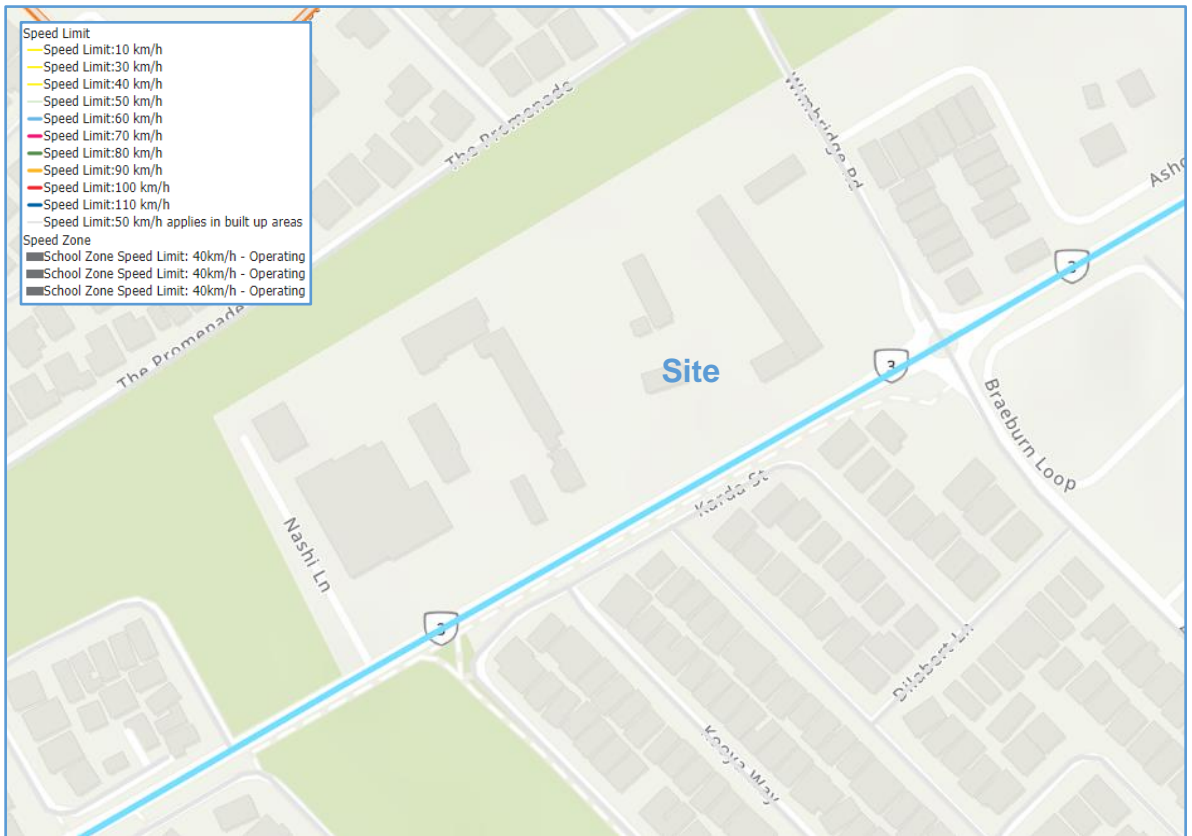 Speed Limit
Speed Limit:10 km/h
Speed Limit:30 km/h
Speed Limit:40 km/h
Speed Limit:50 km/h
Speed Limit:60 km/h
Speed Limit:70 km/h
Speed Limit:80 km/h
Speed Limit:90 km/h
Speed Limit:100 km/h
Speed Limit:110 km/h
Speed Limit:50 km/h applies in built up areas
Speed Zone
School Zone Speed Limit: 40km/h - Operating
School Zone Speed Limit: 40km/h - Operating
School Zone Speed Limit: 40km/h - Operating
The Promenade
Wimbridge Rd
Asho
3
The Promenade
Site
3
Braeburn Loop
Karda St
Nashi Ln
3
Dilabort Ln
Kooya Way